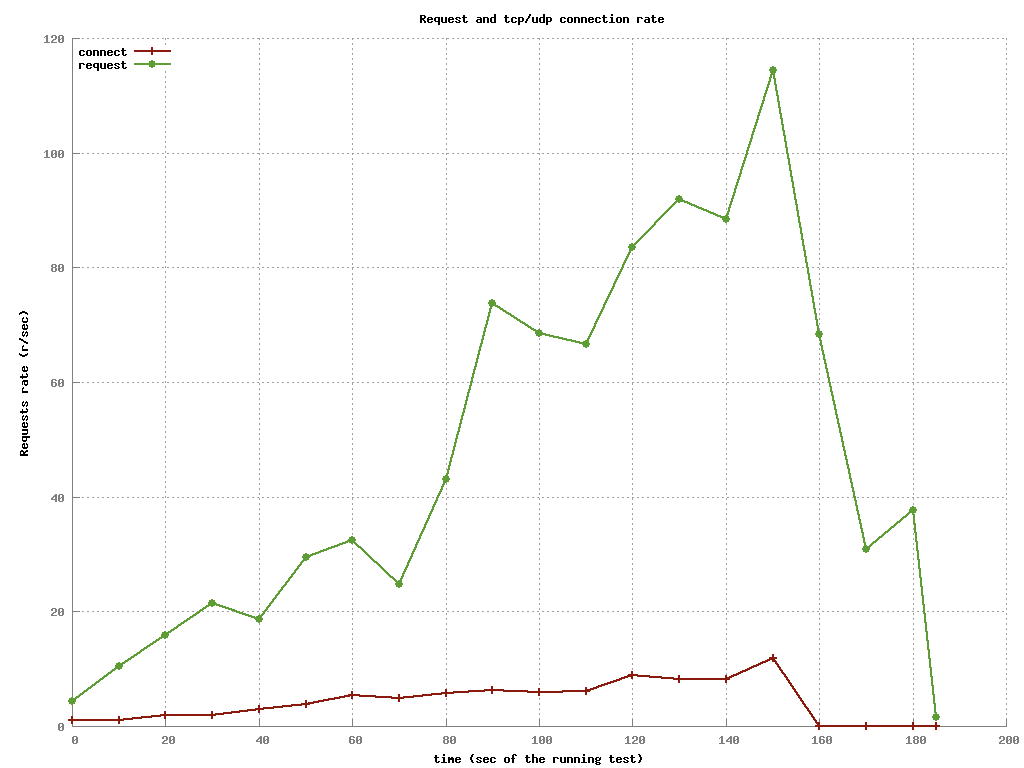 Request and tcp/udp connection rate
connect
request
120
100
80
60
40
20
0
Requests rate (r/sec)
0 20 40 60 80 100 120 140 160 180 200
time (sec of the running test)